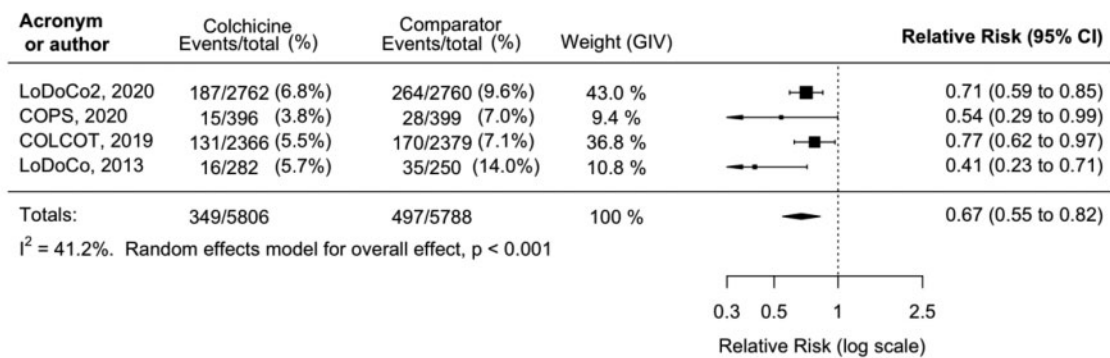 Acronym or author Colchicine Events/total (%) Comparator Events/total (%) Weight (GIV) Relative Risk (95% CI)
LoDoCo2, 2020 187/2762 (6.8%) 264/2760 (9.6%) 43.0 % 0.71 (0.59 to 0.85)
COPS, 2020 15/396 (3.8%) 28/399 (7.0%) 9.4 % 0.54 (0.29 to 0.99)
COLCOT, 2019 131/2366 (5.5%) 170/2379 (7.1%) 36.8 % 0.77 (0.62 to 0.97)
LoDoCo, 2013 16/282 (5.7%) 35/250 (14.0%) 10.8 % 0.41 (0.23 to 0.71)
Totals: 349/5806 497/5788 100 % 0.67 (0.55 to 0.82)
I² = 41.2%. Random effects model for overall effect, p < 0.001
0.3 0.5 1 2.5
Relative Risk (log scale)